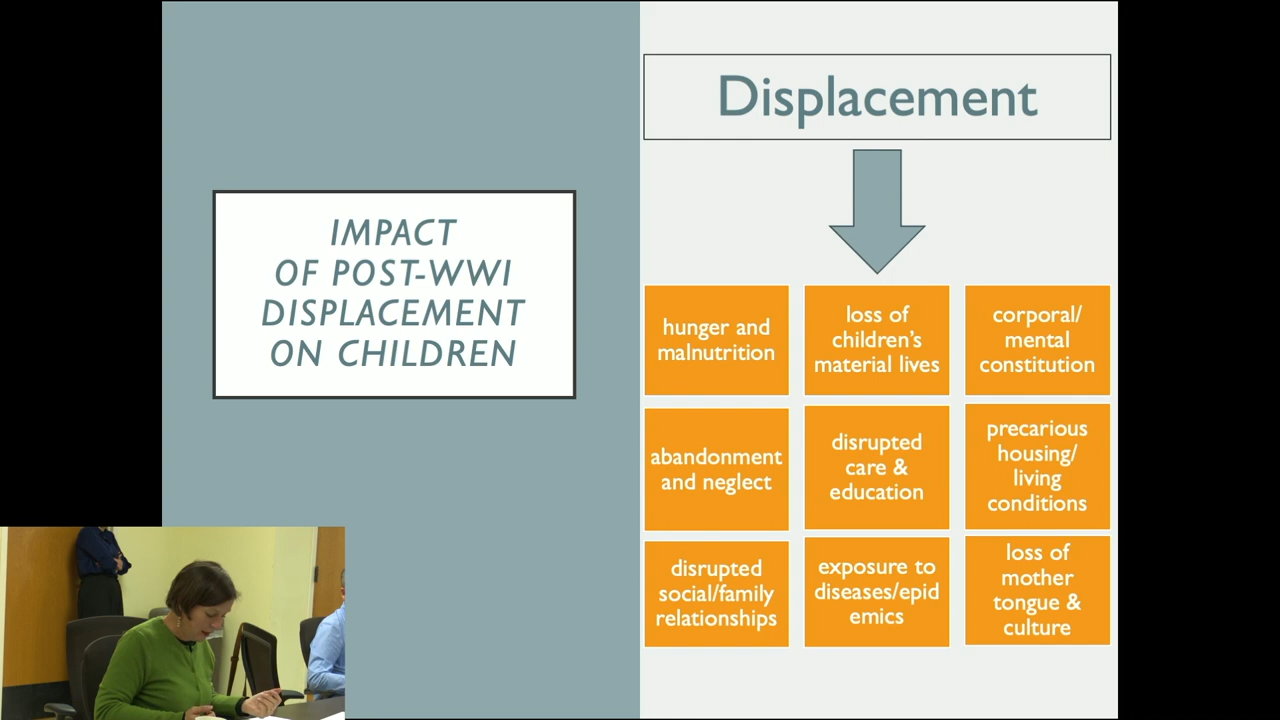 IMPACT
OF POST-WWI
DISPLACEMENT
ON CHILDREN
Displacement
hunger and
malnutrition
loss of
children's
material lives
corporal/
mental
constitution
abandonment
and neglect
disrupted
care &
education
precarious
housing/
living
conditions
disrupted
social/family
relationships
exposure to
diseases/epid
emics
loss of
mother
tongue &
culture